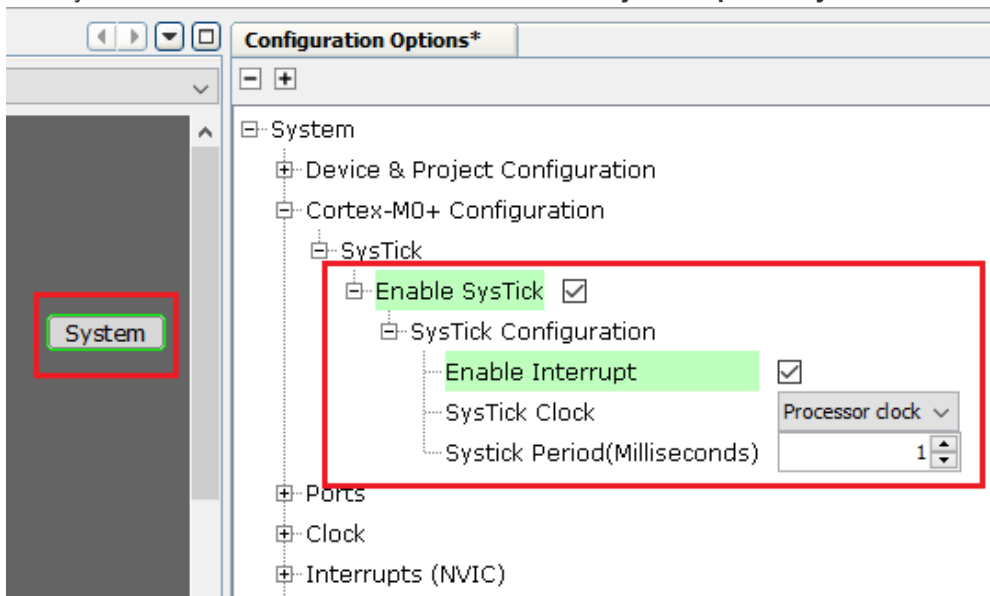 Configuration Options*
System
Device & Project Configuration
Cortex-M0+ Configuration
SysTick
Enable SysTick
System
SysTick Configuration
Enable Interrupt
SysTick Clock Processor clock
Systick Period(Milliseconds) 1
Ports
Clock
Interrupts (NVIC)